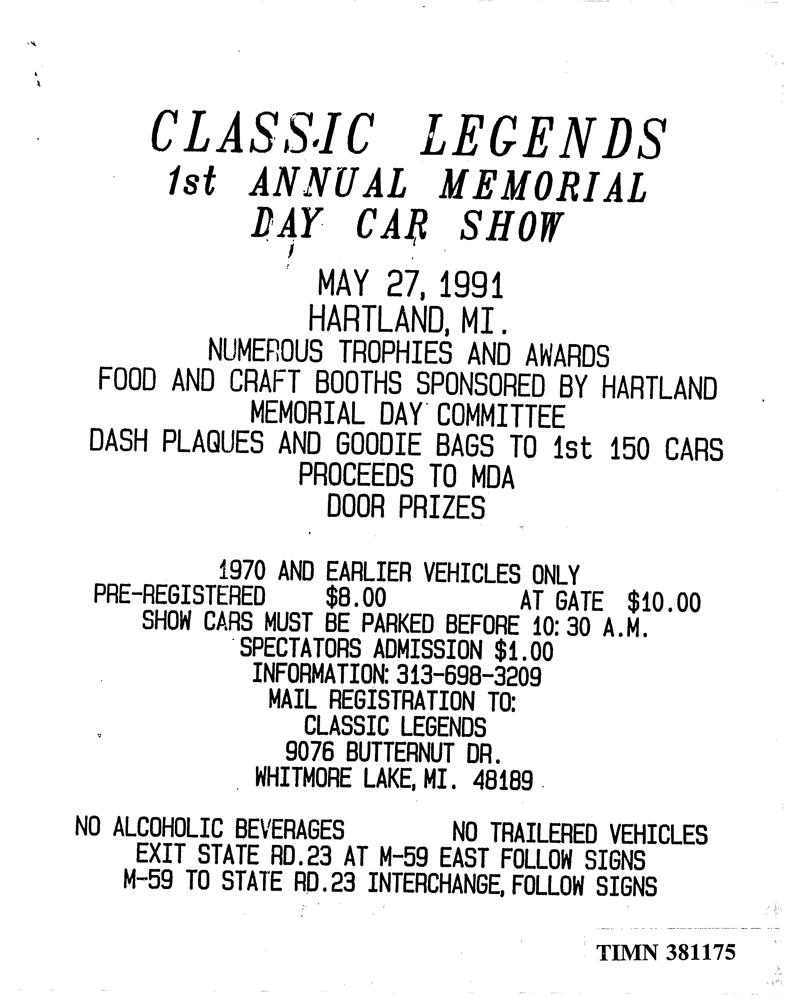 CLASSIC LEGENDS
1st ANNUAL MEMORIAL
DAY CAR SHOW
MAY 27, 1991
HARTLAND, MI.
NUMEROUS TROPHIES AND AWARDS
FOOD AND CRAFT BOOTHS SPONSORED BY HARTLAND
MEMORIAL DAY COMMITTEE
DASH PLAQUES AND GOODIE BAGS TO 1st 150 CARS
PROCEEDS TO MDA
DOOR PRIZES
1970 AND EARLIER VEHICLES ONLY
PRE-REGISTERED $8.00 AT GATE $10.00
SHOW CARS MUST BE PARKED BEFORE 10:30 A.M.
SPECTATORS ADMISSION $1.00
INFORMATION: 313-698-3209
MAIL REGISTRATION TO:
CLASSIC LEGENDS
9076 BUTTERNUT DR.
WHITMORE LAKE, MI. 48189
NO ALCOHOLIC BEVERAGES NO TRAILERED VEHICLES
EXIT STATE RD.23 AT M-59 EAST FOLLOW SIGNS
M-59 TO STATE RD.23 INTERCHANGE, FOLLOW SIGNS
TIMN 381175